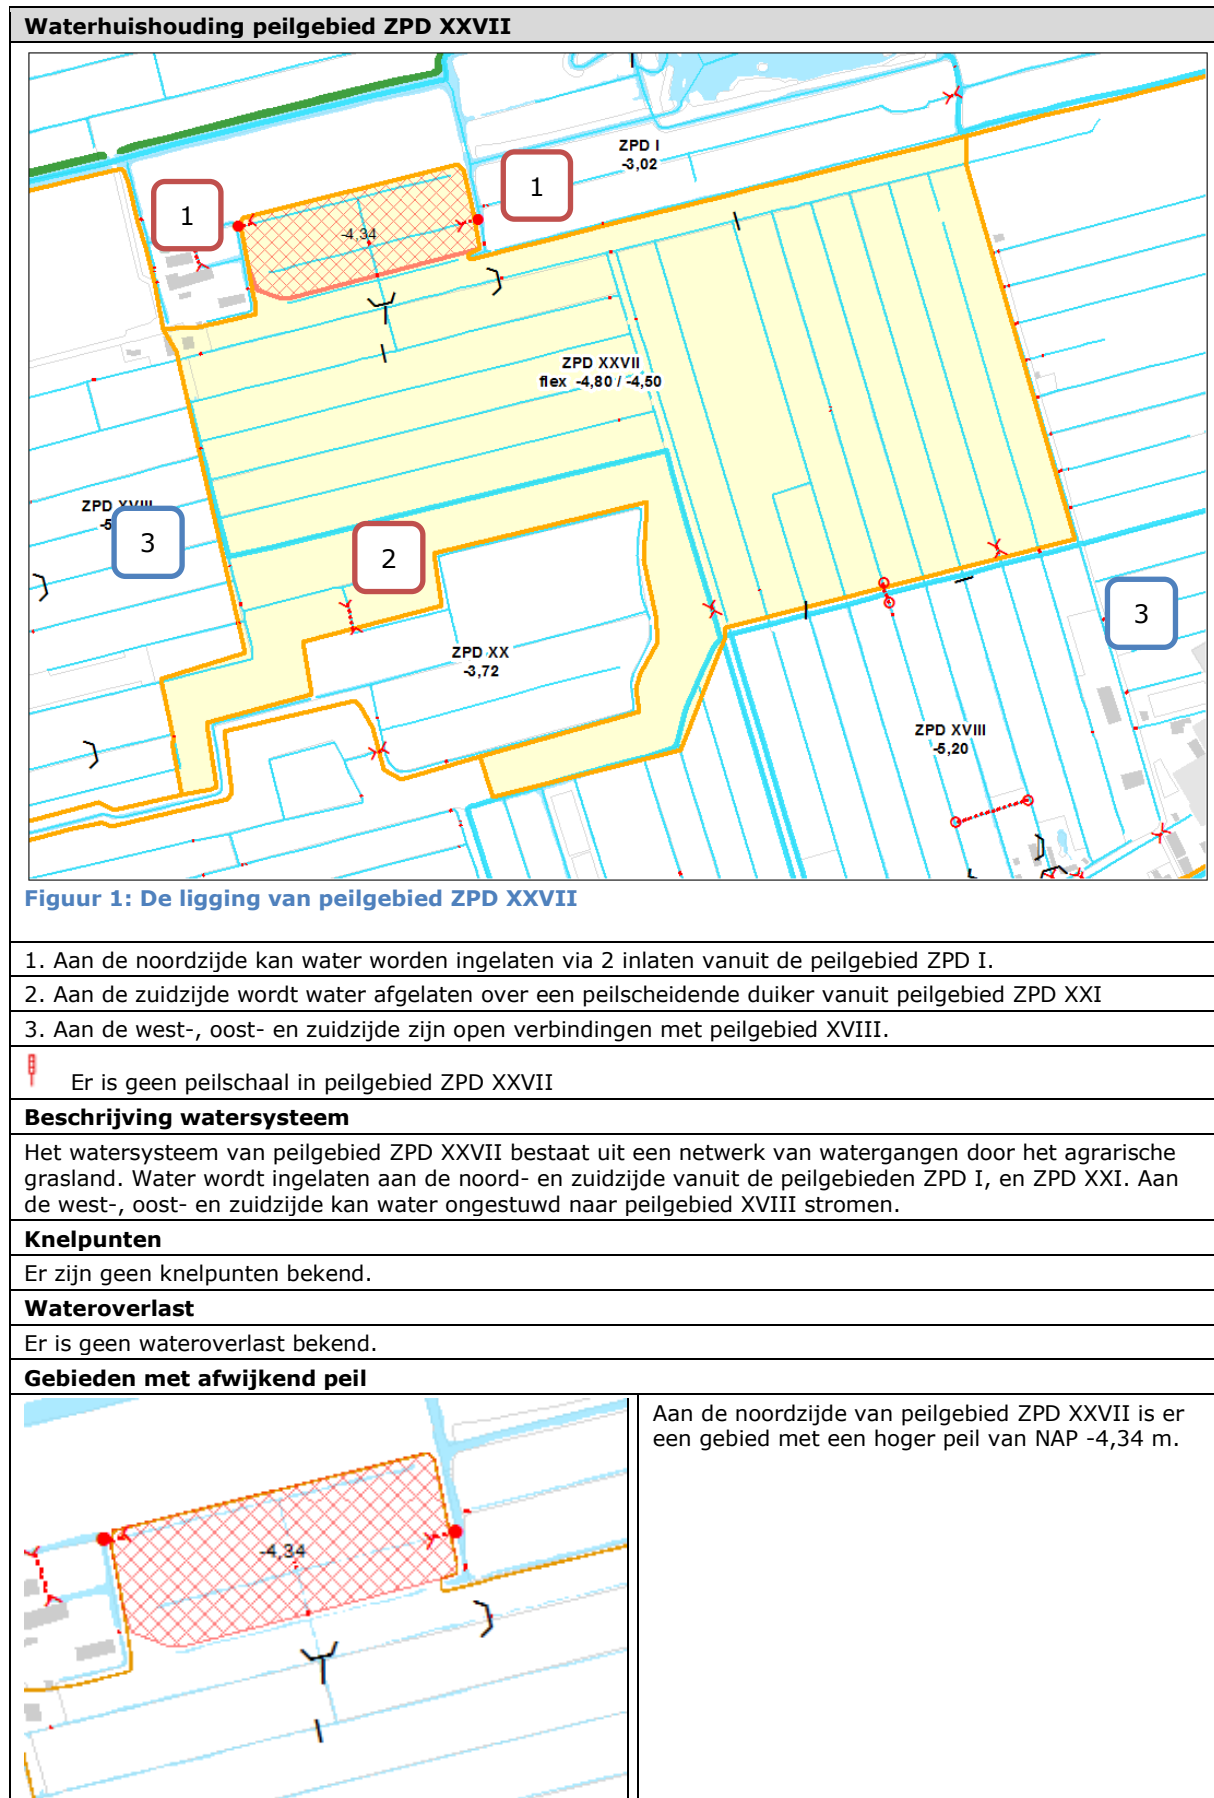 Waterhuishouding peilgebied ZPD XXVII
ZPD I
-3,02
1
1
-4,34
ZPD XXVII
flex -4,80 / -4,50
ZPD XVIII
-5
3
2
3
ZPD XX
-3,72
ZPD XVIII
-5,20
Figuur 1: De ligging van peilgebied ZPD XXVII
1. Aan de noordzijde kan water worden ingelaten via 2 inlaten vanuit de peilgebied ZPD I.
2. Aan de zuidzijde wordt water afgelaten over een peilscheidende duiker vanuit peilgebied ZPD XXI
3. Aan de west-, oost- en zuidzijde zijn open verbindingen met peilgebied XVIII.
Er is geen peilschaal in peilgebied ZPD XXVII
Beschrijving watersysteem
Het watersysteem van peilgebied ZPD XXVII bestaat uit een netwerk van watergangen door het agrarische
grasland. Water wordt ingelaten aan de noord- en zuidzijde vanuit de peilgebieden ZPD I, en ZPD XXI. Aan
de west-, oost- en zuidzijde kan water ongestuwd naar peilgebied XVIII stromen.
Knelpunten
Er zijn geen knelpunten bekend.
Wateroverlast
Er is geen wateroverlast bekend.
Gebieden met afwijkend peil
-4,34
Aan de noordzijde van peilgebied ZPD XXVII is er
een gebied met een hoger peil van NAP -4,34 m.